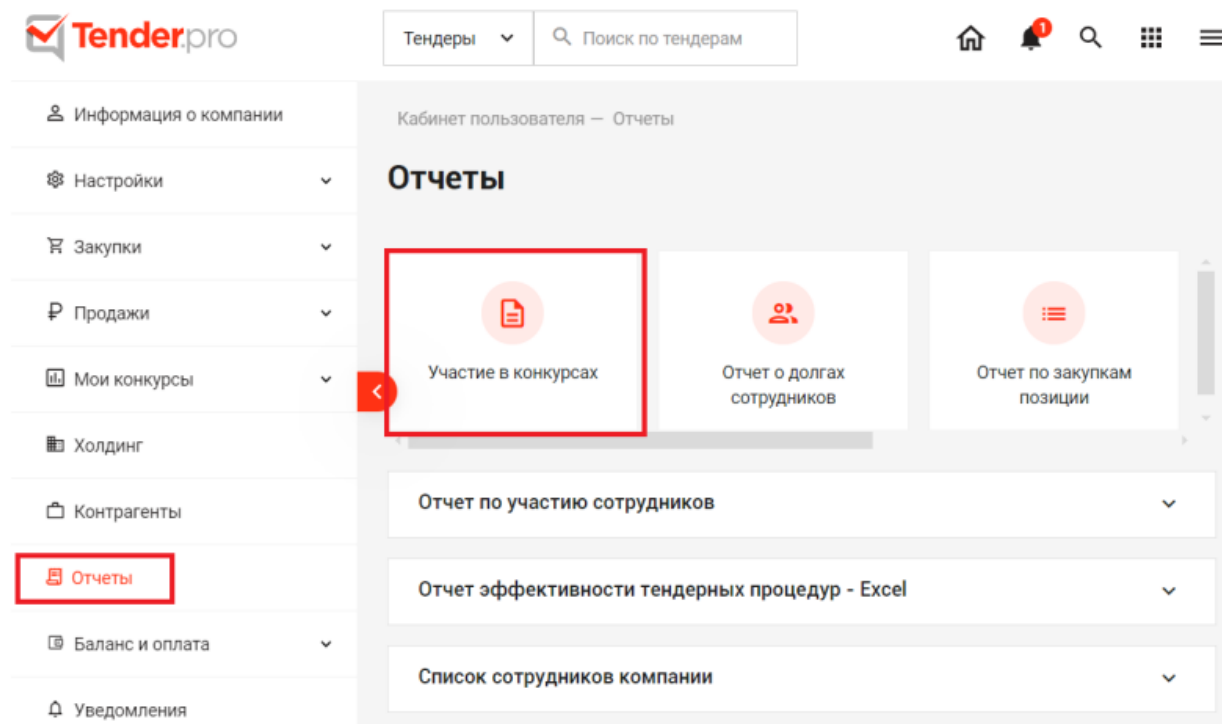 Tender.pro
Тендеры
Поиск по тендерам
1
Информация о компании
Настройки
Закупки
Продажи
Мои конкурсы
Холдинг
Контрагенты
Отчеты
Баланс и оплата
Уведомления
Кабинет пользователя — Отчеты
Отчеты
Участие в конкурсах
Отчет о долгах
сотрудников
Отчет по закупкам
позиции
Отчет по участию сотрудников
Отчет эффективности тендерных процедур - Excel
Список сотрудников компании